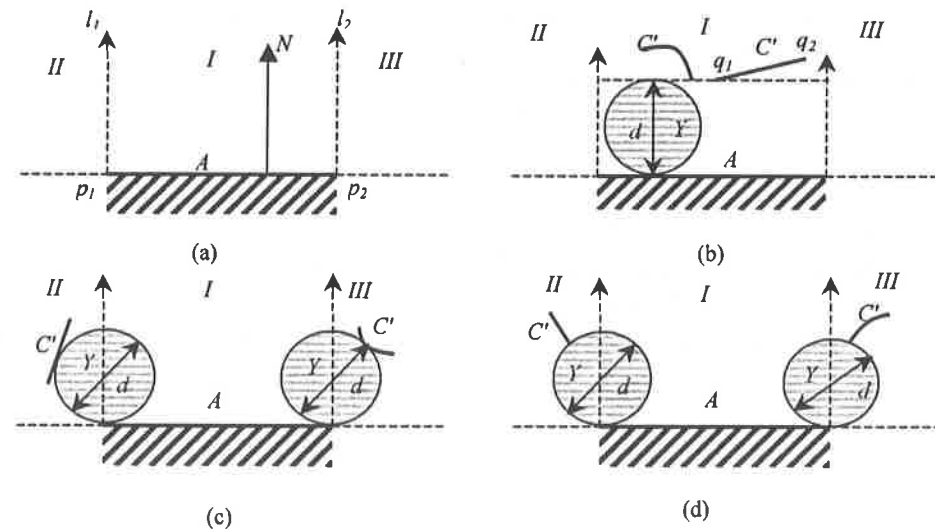 l₁ l₂
II I N III
A
p₁ p₂
(a)
II I III
C' q₁ C' q₂
d Y
A
(b)
II I III
C' C'
Y d Y d
A
(c)
II I III
C' C'
Y d Y d
A
(d)